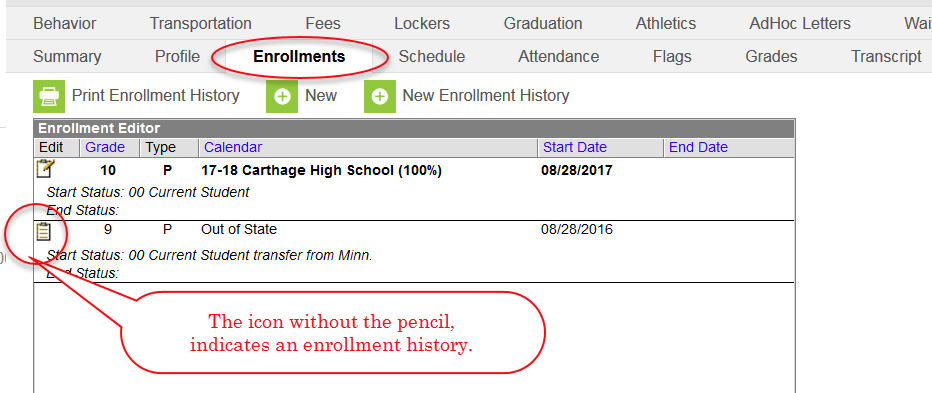 Behavior Transportation Fees Lockers Graduation Athletics AdHoc Letters
Summary Profile Enrollments Schedule Attendance Flags Grades Transcript
Print Enrollment History New New Enrollment History
Enrollment Editor
Edit Grade Type Calendar Start Date End Date
10 P 17-18 Carthage High School (100%) 08/28/2017
Start Status: 00 Current Student
End Status:
9 P Out of State 08/28/2016
Start Status: 00 Current Student transfer from Minn.
End Status:
The icon without the pencil,
indicates an enrollment history.